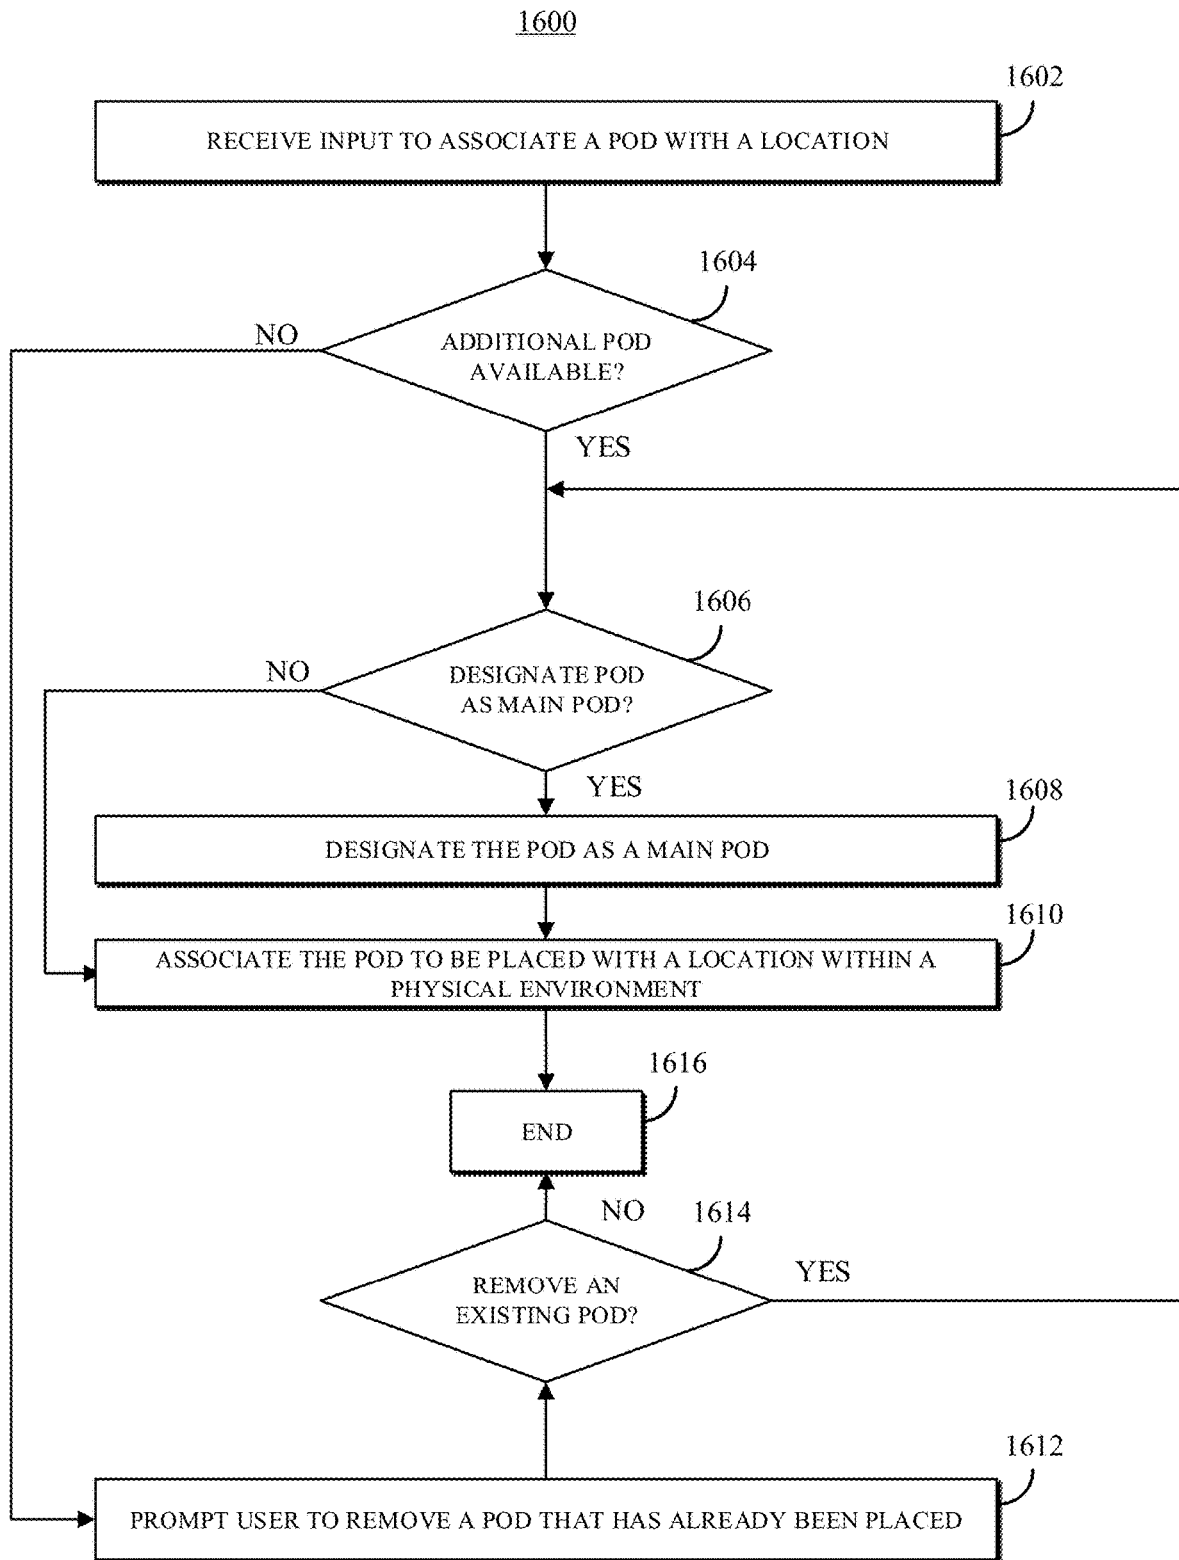 1600
1602
RECEIVE INPUT TO ASSOCIATE A POD WITH A LOCATION
1604
NO
ADDITIONAL POD
AVAILABLE?
YES
1606
NO
DESIGNATE POD
AS MAIN POD?
YES
1608
DESIGNATE THE POD AS A MAIN POD
1610
ASSOCIATE THE POD TO BE PLACED WITH A LOCATION WITHIN A
PHYSICAL ENVIRONMENT
1616
END
NO
1614
YES
REMOVE AN
EXISTING POD?
1612
PROMPT USER TO REMOVE A POD THAT HAS ALREADY BEEN PLACED